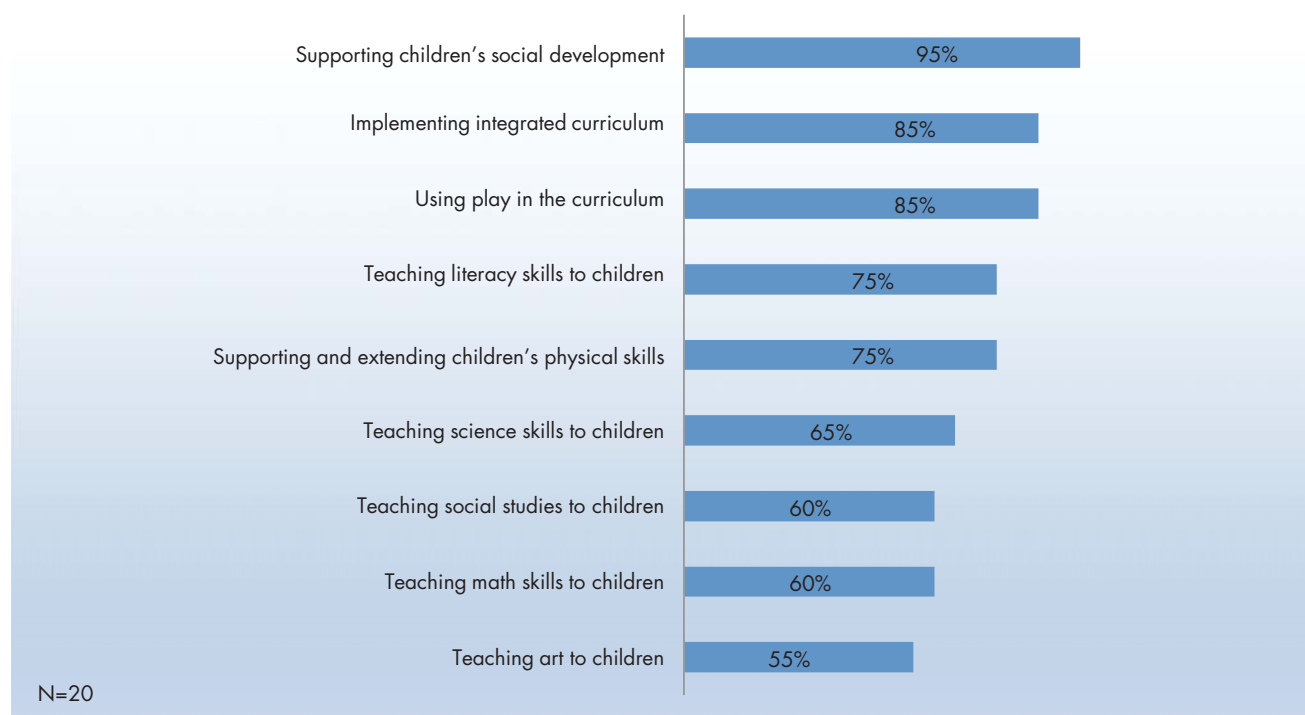 Supporting children’s social development 95%
Implementing integrated curriculum 85%
Using play in the curriculum 85%
Teaching literacy skills to children 75%
Supporting and extending children’s physical skills 75%
Teaching science skills to children 65%
Teaching social studies to children 60%
Teaching math skills to children 60%
Teaching art to children 55%
N=20